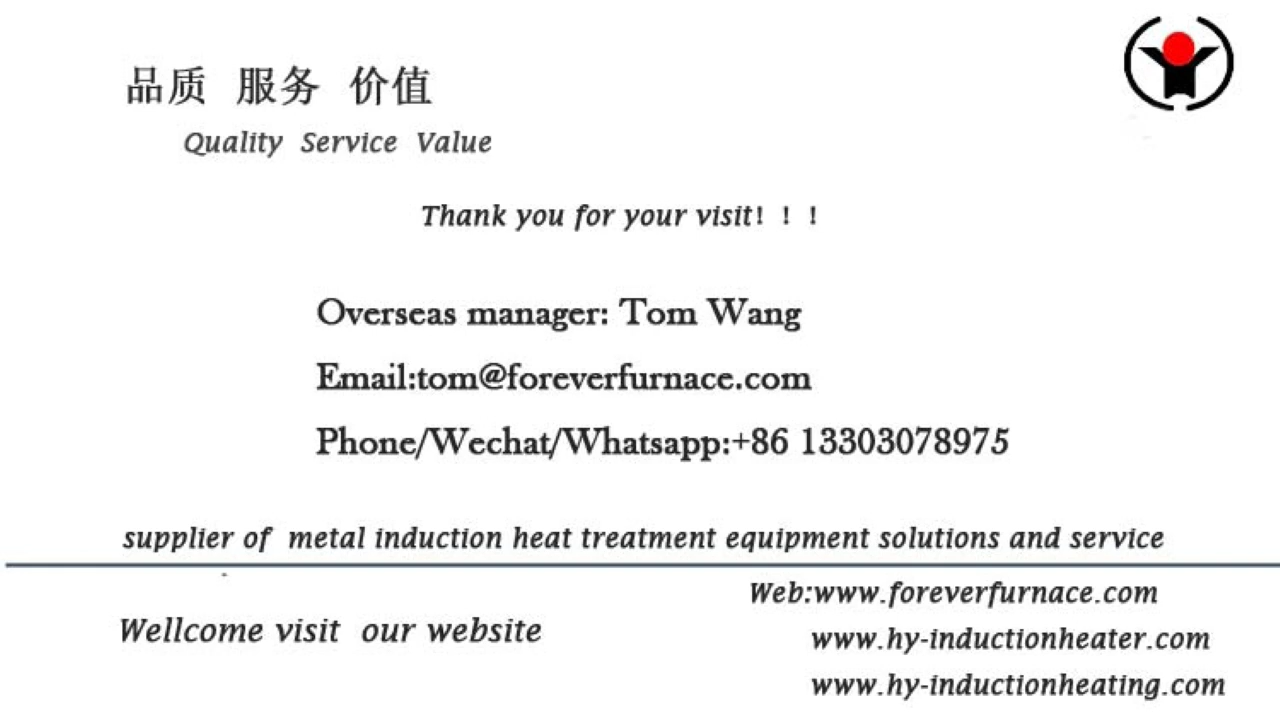 品质 服务 价值
Quality Service Value
Thank you for your visit！！！
Overseas manager: Tom Wang
Email:tom@foreverfurnace.com
Phone/Wechat/Whatsapp:+86 13303078975
supplier of metal induction heat treatment equipment solutions and service
Web:www.foreverfurnace.com
Wellcome visit our website
www.hy-inductionheater.com
www.hy-inductionheating.com